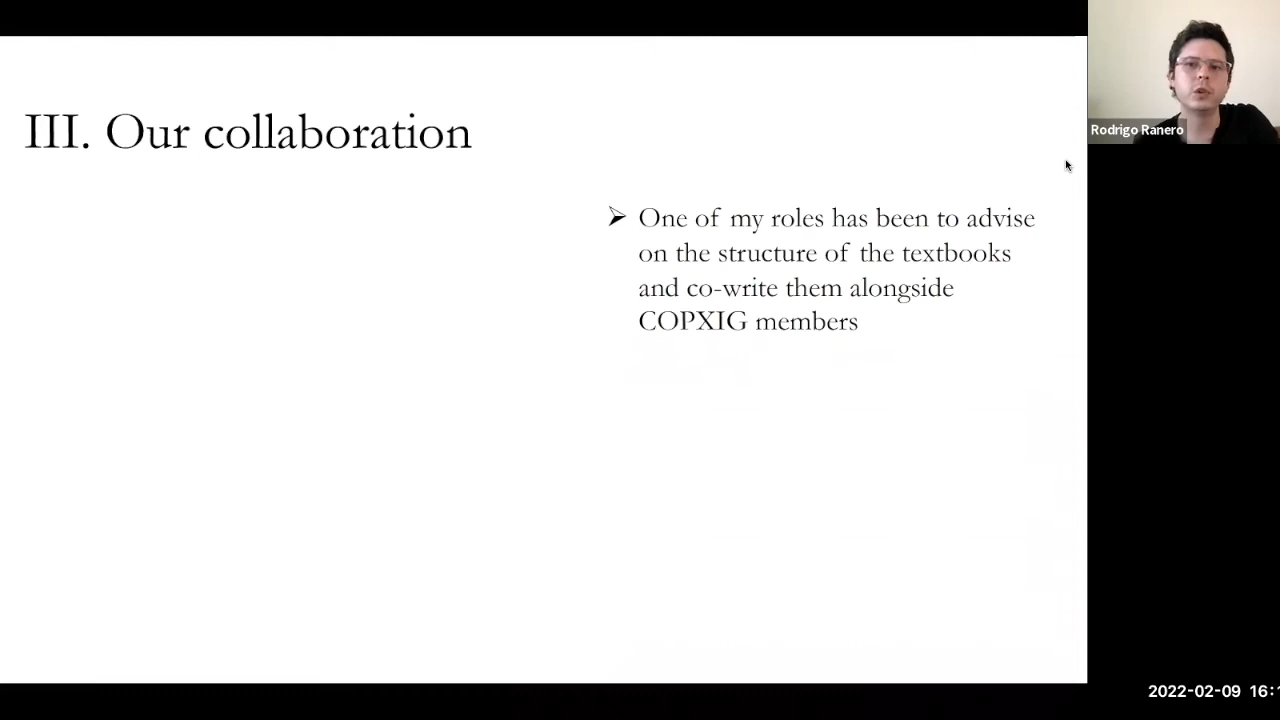 III. Our collaboration
Rodrigo Ranero
➢ One of my roles has been to advise
on the structure of the textbooks
and co-write them alongside
COPXIG members
2022-02-09 16: